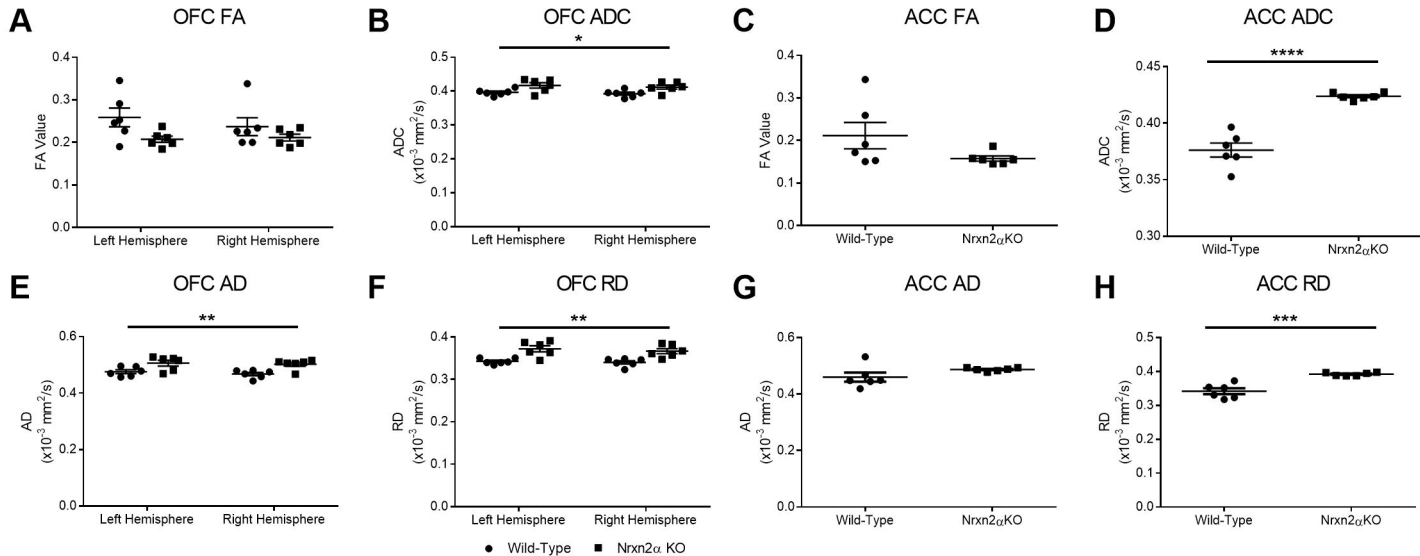 A
OFC FA
FA Value
0.4
0.3
0.2
0.1
0.0
Left Hemisphere
Right Hemisphere
B
OFC ADC
*
ADC
(x10⁻³ mm²/s)
0.5
0.4
0.3
0.2
0.1
0.0
Left Hemisphere
Right Hemisphere
C
ACC FA
FA Value
0.4
0.3
0.2
0.1
0.0
Wild-Type
Nrxn2αKO
D
ACC ADC
****
ADC
(x10⁻³ mm²/s)
0.45
0.40
0.35
0.30
Wild-Type
Nrxn2αKO
E
OFC AD
**
AD
(x10⁻³ mm²/s)
0.6
0.4
0.2
0.0
Left Hemisphere
Right Hemisphere
F
OFC RD
**
RD
(x10⁻³ mm²/s)
0.4
0.3
0.2
0.1
0.0
Left Hemisphere
Right Hemisphere
G
ACC AD
AD
(x10⁻³ mm²/s)
0.6
0.4
0.2
0.0
Wild-Type
Nrxn2αKO
H
ACC RD
***
RD
(x10⁻³ mm²/s)
0.5
0.4
0.3
0.2
0.1
0.0
Wild-Type
Nrxn2αKO
Wild-Type
Nrxn2α KO